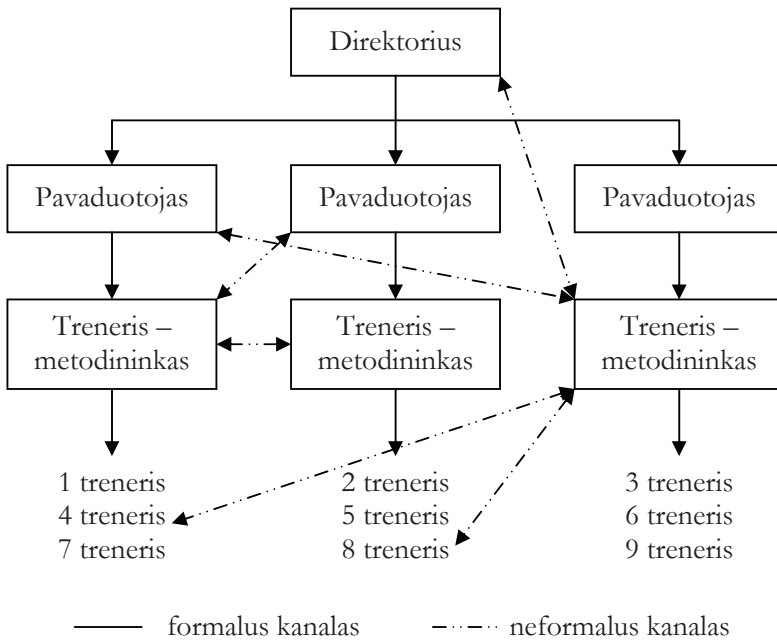 Direktorius
Pavaduotojas
Pavaduotojas
Pavaduotojas
Treneris –
metodininkas
Treneris –
metodininkas
Treneris –
metodininkas
1 treneris
4 treneris
7 treneris
2 treneris
5 treneris
8 treneris
3 treneris
6 treneris
9 treneris
formalus kanalas
neformalus kanalas